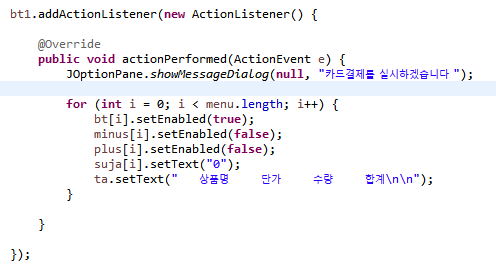 bt1.addActionListener(new ActionListener() {
@Override
public void actionPerformed(ActionEvent e) {
JOptionPane.showMessageDialog(null, "카드결제를 실시하겠습니다 ");
for (int i = 0; i < menu.length; i++) {
bt[i].setEnabled(true);
minus[i].setEnabled(false);
plus[i].setEnabled(false);
suja[i].setText("0");
ta.setText("   상품명     단가     수량     합계\n\n");
}
}
});